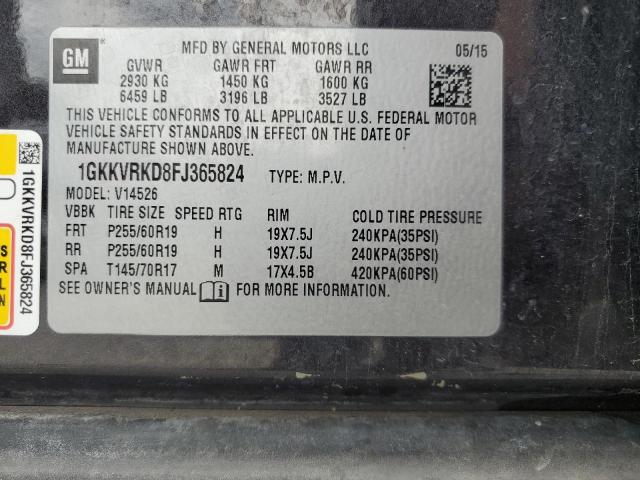 GM
MFD BY GENERAL MOTORS LLC 05/15
GVWR GAWR FRT GAWR RR
2930 KG 1450 KG 1600 KG
6459 LB 3196 LB 3527 LB
THIS VEHICLE CONFORMS TO ALL APPLICABLE U.S. FEDERAL MOTOR
VEHICLE SAFETY STANDARDS IN EFFECT ON THE DATE OF
MANUFACTURE SHOWN ABOVE.
1GKKVRKD8FJ365824 TYPE: M.P.V.
MODEL: V14526
VBBK TIRE SIZE SPEED RTG RIM COLD TIRE PRESSURE
FRT P255/60R19 H 19X7.5J 240KPA(35PSI)
RR P255/60R19 H 19X7.5J 240KPA(35PSI)
SPA T145/70R17 M 17X4.5B 420KPA(60PSI)
SEE OWNER'S MANUAL FOR MORE INFORMATION.
1GKKVRKD8FJ365824